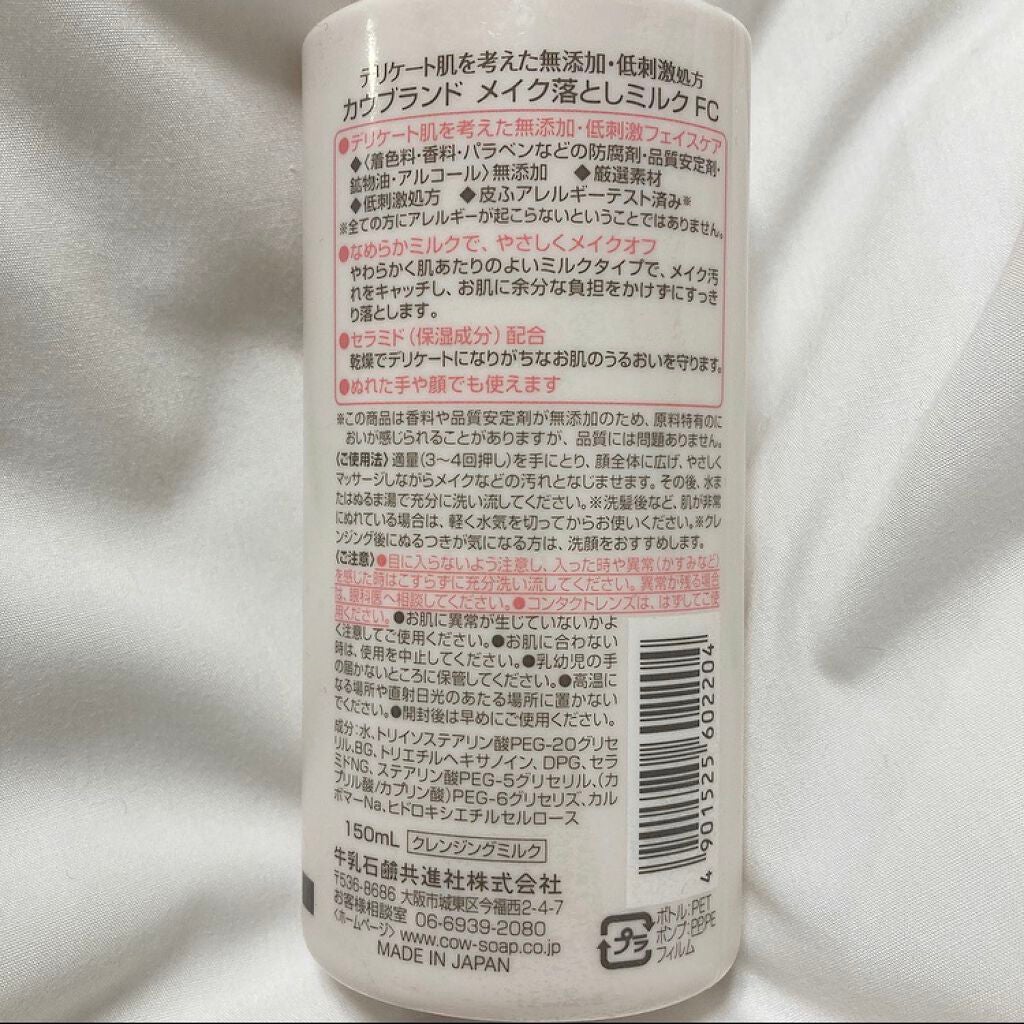 デリケート肌を考えた無添加・低刺激処方
カウブランド メイク落としミルク FC
●デリケート肌を考えた無添加・低刺激フェイスケア
◆〈着色料・香料・パラベンなどの防腐剤・品質安定剤・
鉱物油・アルコール〉無添加 ◆厳選素材
◆低刺激処方 ◆皮ふアレルギーテスト済み※
※全ての方にアレルギーが起こらないということではありません。
●なめらかミルクで、やさしくメイクオフ
やわらかく肌あたりのよいミルクタイプで、メイク汚
れをキャッチし、お肌に余分な負担をかけずにすっき
り落とします。
●セラミド（保湿成分）配合
乾燥でデリケートになりがちなお肌のうるおいを守ります。
●ぬれた手や顔でも使えます
※この商品は香料や品質安定剤が無添加のため、原料特有のに
おいが感じられることがありますが、品質には問題ありません。
〈ご使用法〉適量(3〜4回押し)を手にとり、顔全体に広げ、やさしく
マッサージしながらメイクなどの汚れとなじませます。その後、水ま
たはぬるま湯で充分に洗い流してください。※洗髪後など、肌が非常
にぬれている場合は、軽く水気を切ってからお使いください。※クレ
ンジング後にぬるつきが気になる方は、洗顔をおすすめします。
〈ご注意〉●目に入らないよう注意し、入った時や異常(かすみなど)
を感じた時はこすらずに充分洗い流してください。異常が残る場合
は、眼科医へ相談してください。●コンタクトレンズは、はずしてご使
用ください。●お肌に異常が生じていないかよ
く注意してご使用ください。●お肌に合わない
時は、使用を中止してください。●乳幼児の手
の届かないところに保管してください。●高温に
なる場所や直射日光のあたる場所に置かない
でください。●開封後は早めにご使用ください。
成分：水、トリイソステアリン酸PEG-20グリセ
リル、BG、トリエチルヘキサノイン、DPG、セラ
ミドNG、ステアリン酸PEG-5グリセリル、(カ
プリル酸/カプリン酸)PEG-6グリセリズ、カル
ボマーNa、ヒドロキシエチルセルロース
150mL クレンジングミルク
牛乳石鹸共進社株式会社
〒536-8686 大阪市城東区今福西2-4-7
お客様相談室 06-6939-2080
〈ホームページ〉www.cow-soap.co.jp
MADE IN JAPAN
4 901525 602204
プラ
ボトル：PET
ポンプ：PP,PE
フィルム